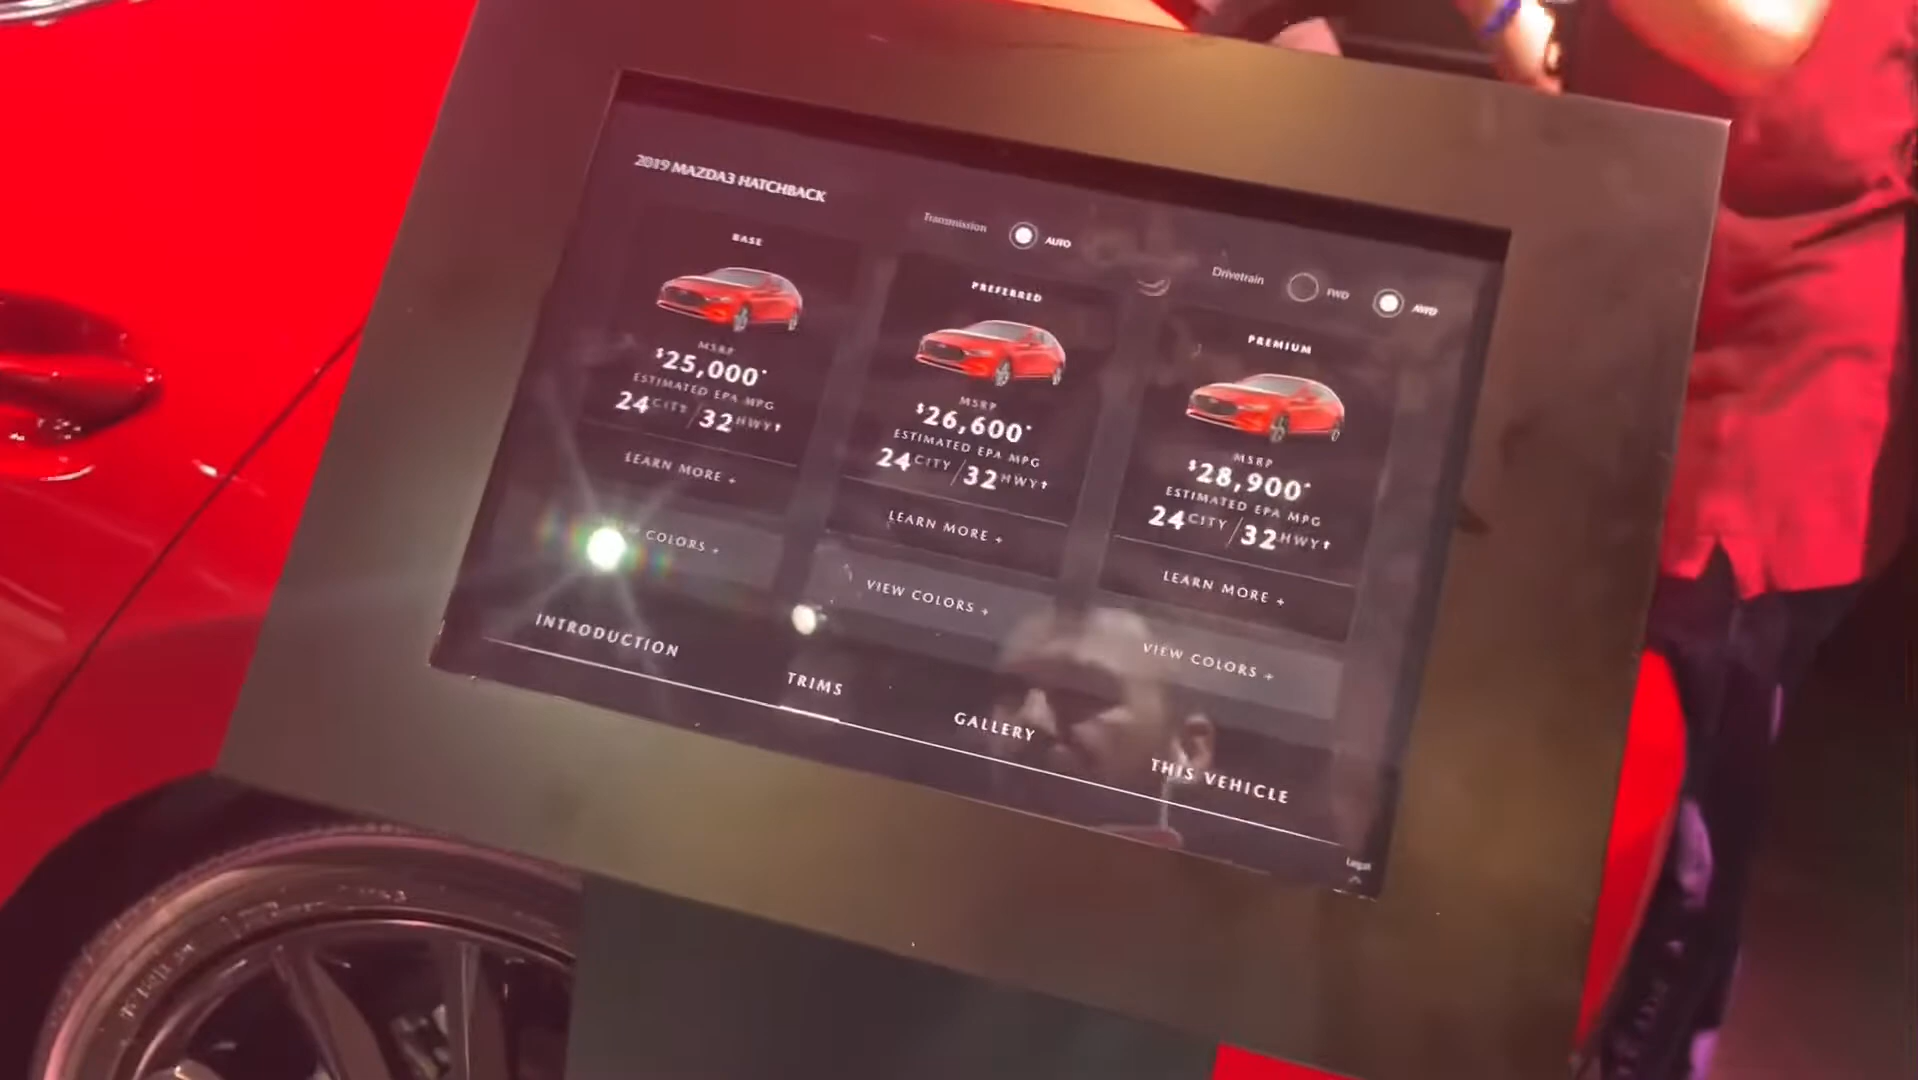 2019 MAZDA3 HATCHBACK
Transmission AUTO
Drivetrain FWD AWD
BASE
MSRP
$25,000*
ESTIMATED EPA MPG
24 CITY / 32 HWY†
LEARN MORE +
COLORS +
PREFERRED
MSRP
$26,600*
ESTIMATED EPA MPG
24 CITY / 32 HWY†
LEARN MORE +
VIEW COLORS +
PREMIUM
MSRP
$28,900*
ESTIMATED EPA MPG
24 CITY / 32 HWY†
LEARN MORE +
VIEW COLORS +
INTRODUCTION
TRIMS
GALLERY
THIS VEHICLE
Legal